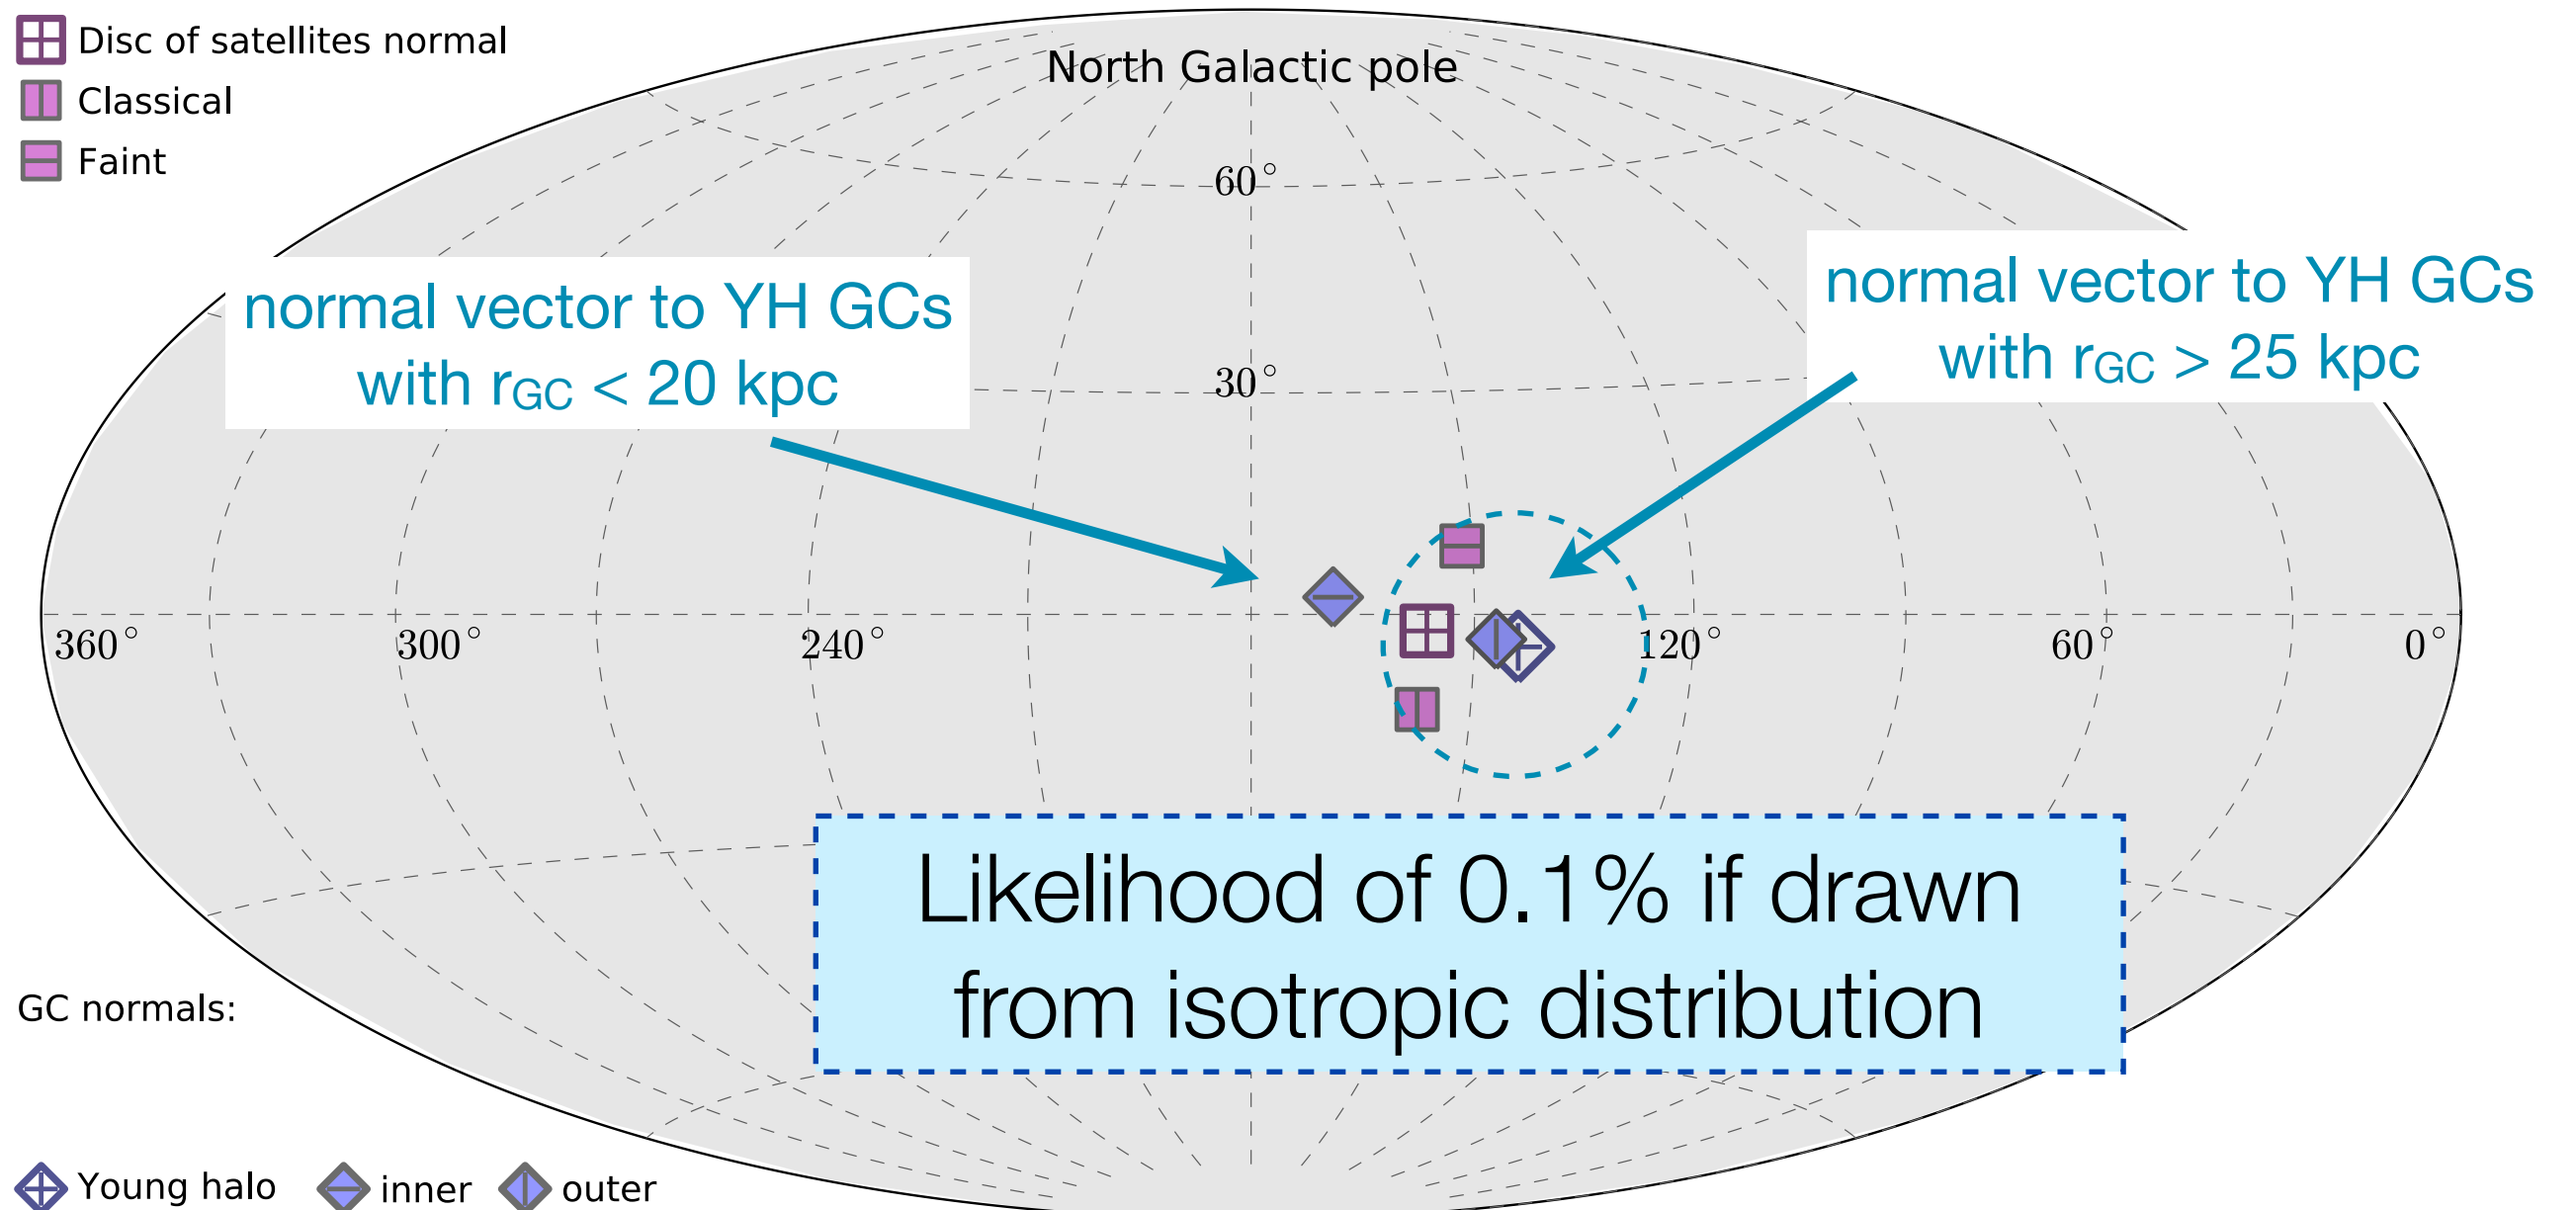 Disc of satellites normal
Classical
Faint
North Galactic pole
60°
normal vector to YH GCs
with rGC < 20 kpc
normal vector to YH GCs
with rGC > 25 kpc
30°
360° 300° 240° 120° 60° 0°
Likelihood of 0.1% if drawn
from isotropic distribution
GC normals:
Young halo inner outer